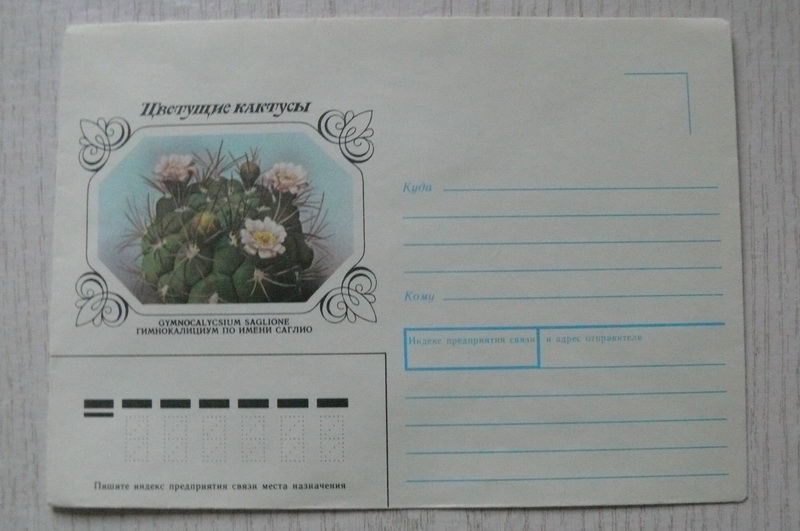 Цветущие кактусы
GYMNOCALYCSIUM SAGLIONE
ГИМНОКАЛИЦИУМ ПО ИМЕНИ САГЛИО
Куда
Кому
Индекс предприятия связи и адрес отправителя
Пишите индекс предприятия связи места назначения